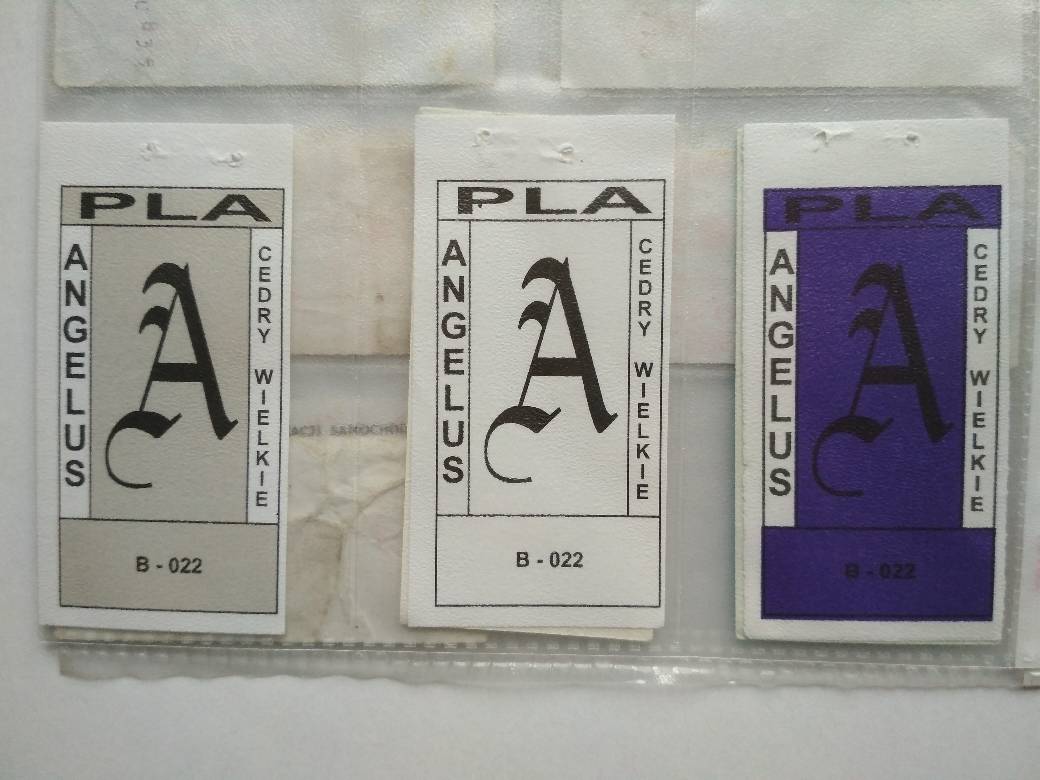 PLA
ANGELUS
A
CEDRY WIELKIE
B - 022
PLA
ANGELUS
A
CEDRY WIELKIE
B - 022
PLA
ANGELUS
A
CEDRY WIELKIE
B - 022